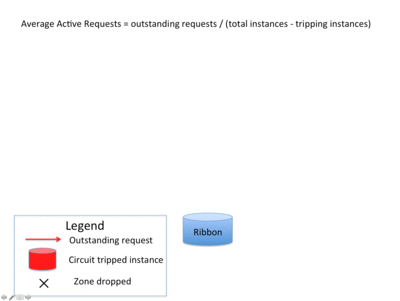 Average Active Requests = outstanding requests / (total instances - tripping instances)
Legend
Outstanding request
Circuit tripped instance
Zone dropped
Ribbon